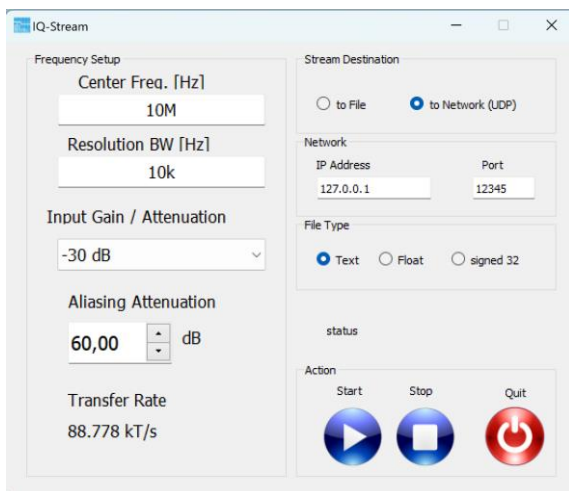 IQ-Stream
Frequency Setup
Center Freq. [Hz]
10M
Resolution BW [Hz]
10k
Input Gain / Attenuation
-30 dB
Aliasing Attenuation
60,00 dB
Transfer Rate
88.778 kT/s
Stream Destination
to File to Network (UDP)
Network
IP Address Port
127.0.0.1 12345
File Type
Text Float signed 32
status
Action
Start Stop Quit